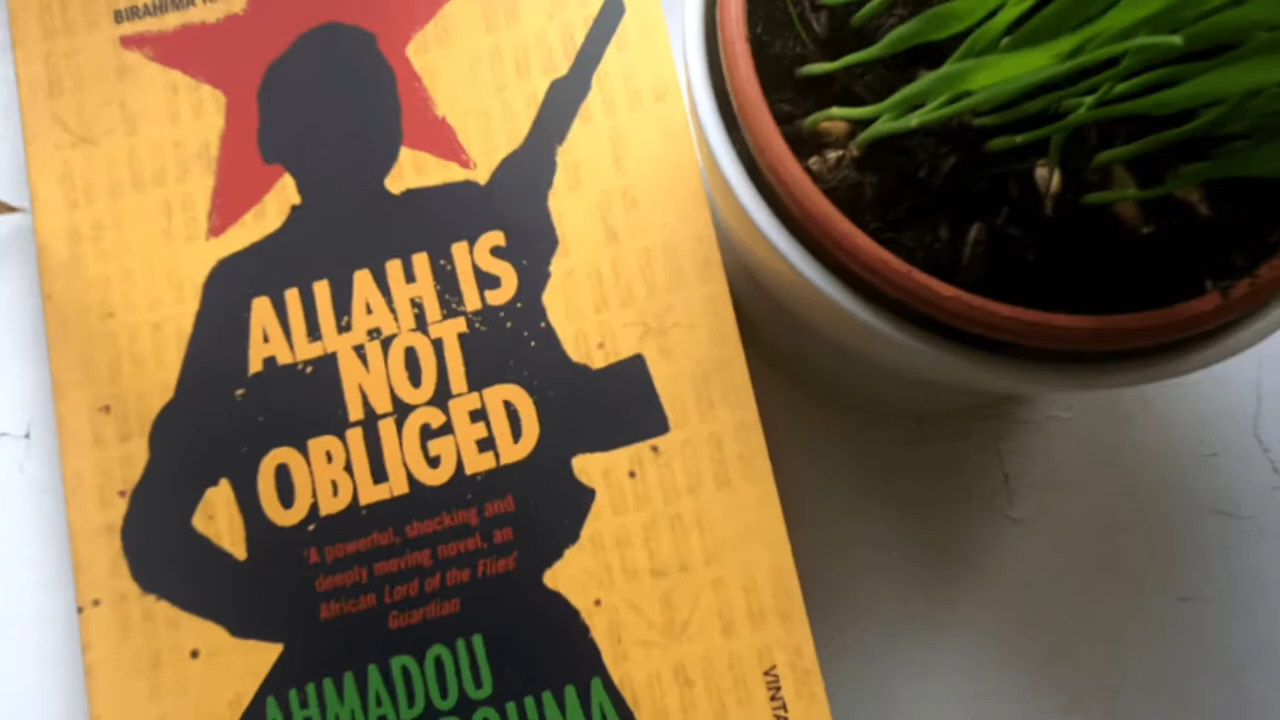 BIRAHIMA
ALLAH IS
NOT
OBLIGED
'A powerful, shocking and
deeply moving novel, an
African Lord of the Flies'
Guardian
AHMADOU